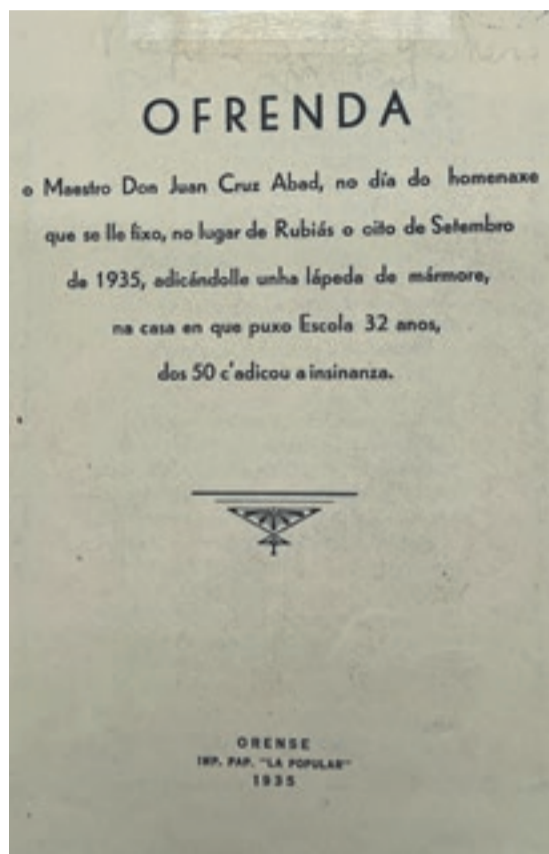 OFRENDA
o Maestro Don Juan Cruz Abad, no día do homenaxe
que se lle fixo, no lugar de Rubiás o oito de Setembro
de 1935, adicándolle unha lápeda de mármore,
na casa en que puxo Escola 32 anos,
dos 50 c'adicou a insinanza.
ORENSE
IMP. PAP. "LA POPULAR"
1935